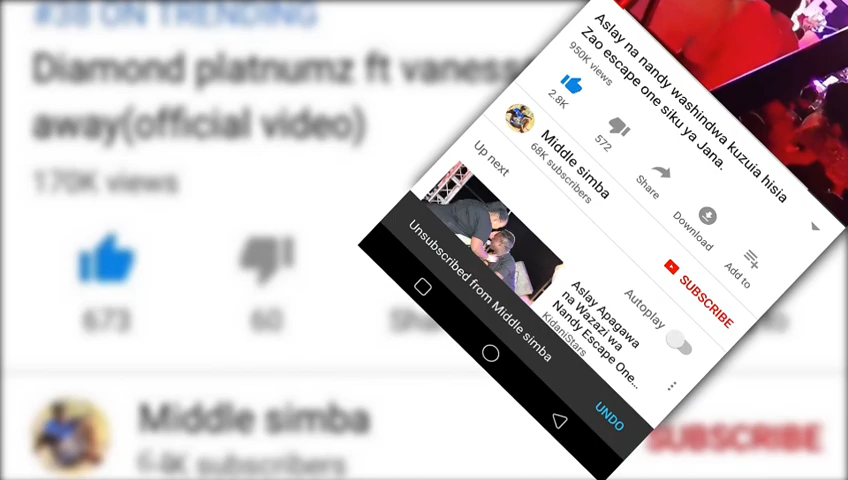 #38 ON TRENDING
Diamond platnumz ft vaness
away(official video)
170K views
673
60
Middle simba
subscribers
SUBSCRIBE
Aslay na nandy washindwa kuzuia hisia
Zao escape one siku ya Jana.
950K views
2.8K
572
Share
Download
Add to
Middle simba
68K subscribers
SUBSCRIBE
Up next
Autoplay
Aslay Apagawa
na Wazazi wa
Nandy Escape One...
KidaniStars
Unsubscribed from Middle simba
UNDO